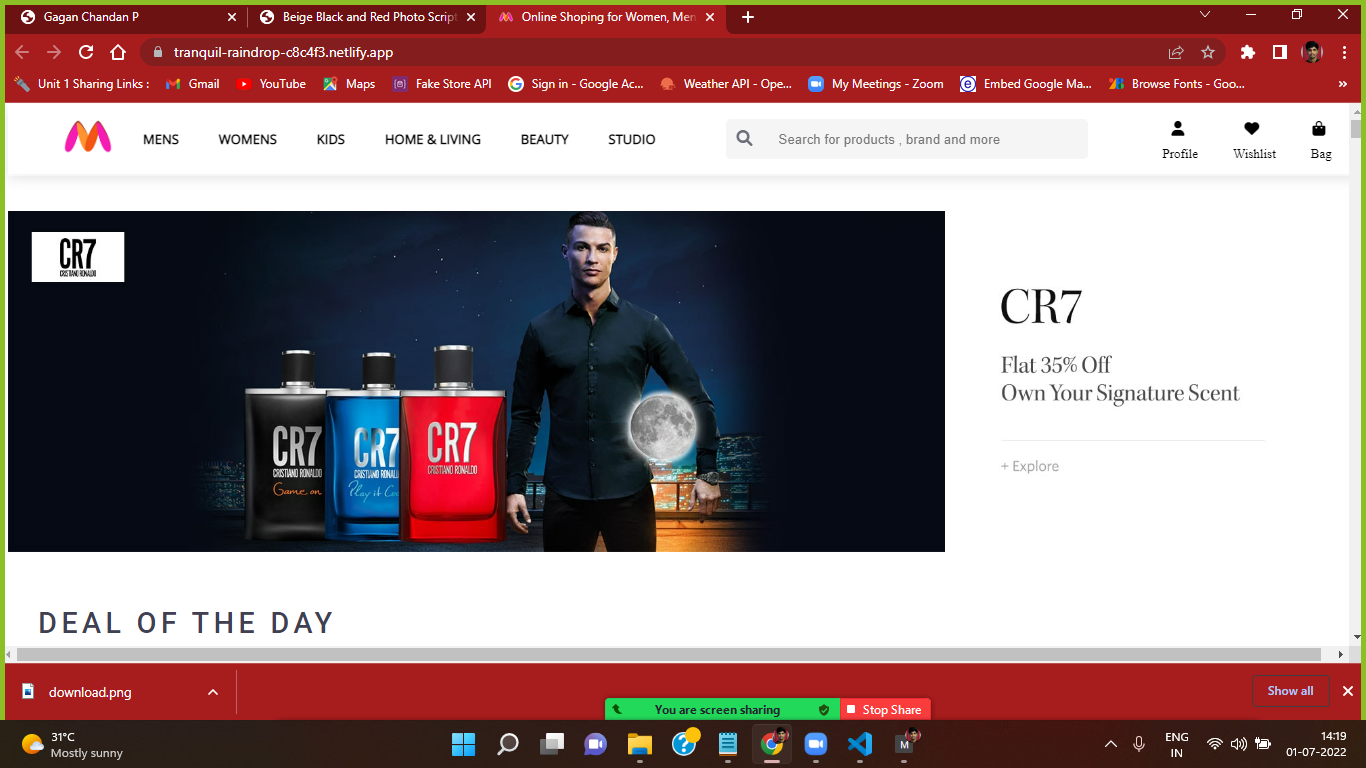 Gagan Chandan P
Beige Black and Red Photo Script
Online Shoping for Women, Men
tranquil-raindrop-c8c4f3.netlify.app
Unit 1 Sharing Links :
Gmail
YouTube
Maps
Fake Store API
Sign in - Google Ac...
Weather API - Ope...
My Meetings - Zoom
Embed Google Ma...
Browse Fonts - Goo...
»
MENS
WOMENS
KIDS
HOME & LIVING
BEAUTY
STUDIO
Search for products , brand and more
Profile
Wishlist
Bag
CR7
CRISTIANO RONALDO
CR7
CRISTIANO RONALDO
Game on
CR7
CRISTIANO RONAL
Play it Coo
CR7
CRISTIANO RONALDO
CR7
Flat 35% Off
Own Your Signature Scent
+ Explore
DEAL OF THE DAY
download.png
Show all
You are screen sharing
Stop Share
31°C
Mostly sunny
M
ENG
IN
14:19
01-07-2022